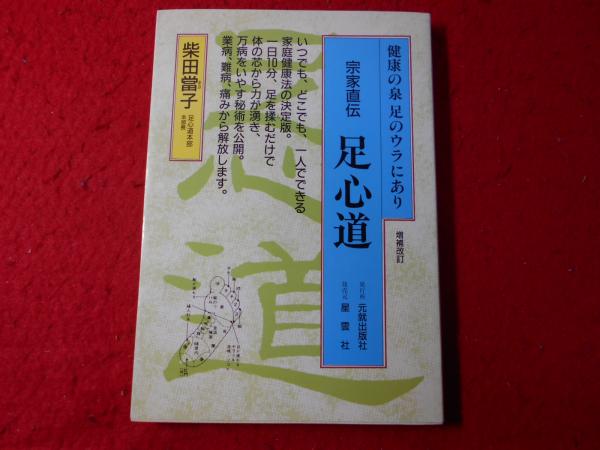 健康の泉 足のウラにあり
増補改訂
宗家直伝
足心道
発行所 元就出版社
発売元 星雲社
いつでも、どこでも、一人でできる
家庭健康法の決定版。
一日10分、足を揉むだけで
体の芯から力が湧き、
万病をいやす秘術を公開。
業病、難病、痛みから解放します。
柴田當子
足心道本部
足心道